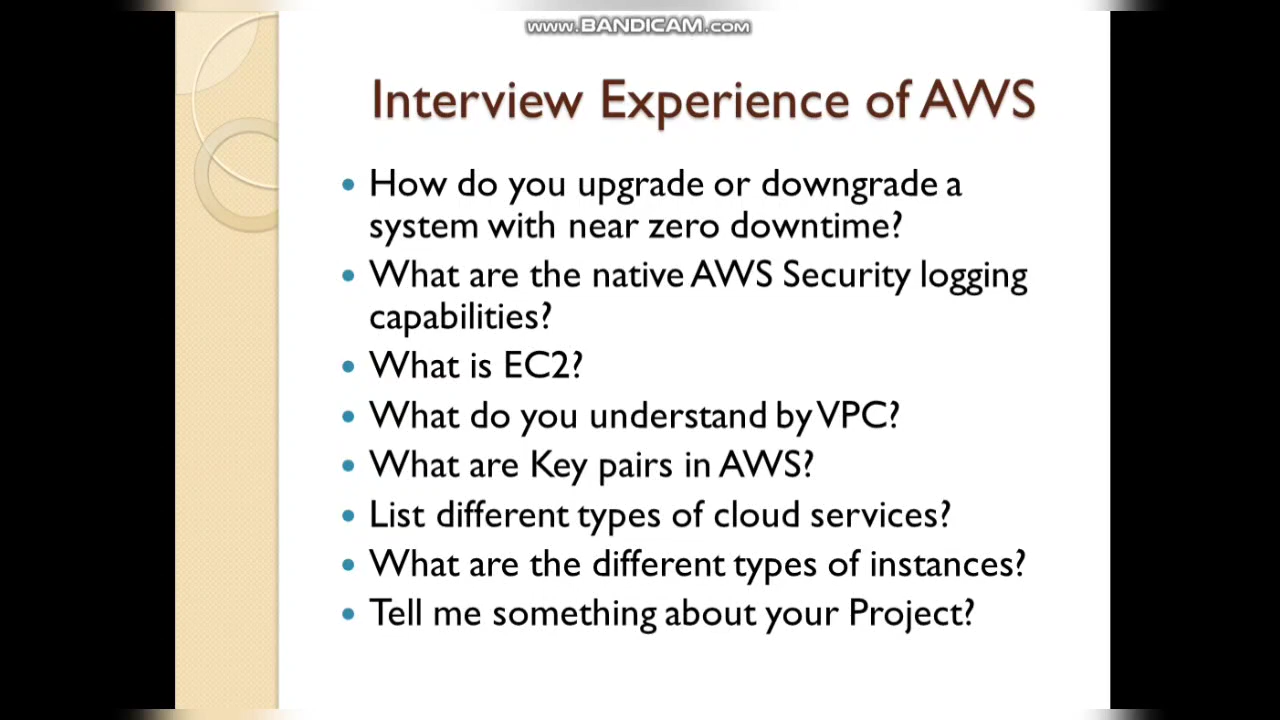 www.BANDICAM.com
Interview Experience of AWS
• How do you upgrade or downgrade a
system with near zero downtime?
• What are the native AWS Security logging
capabilities?
• What is EC2?
• What do you understand by VPC?
• What are Key pairs in AWS?
• List different types of cloud services?
• What are the different types of instances?
• Tell me something about your Project?